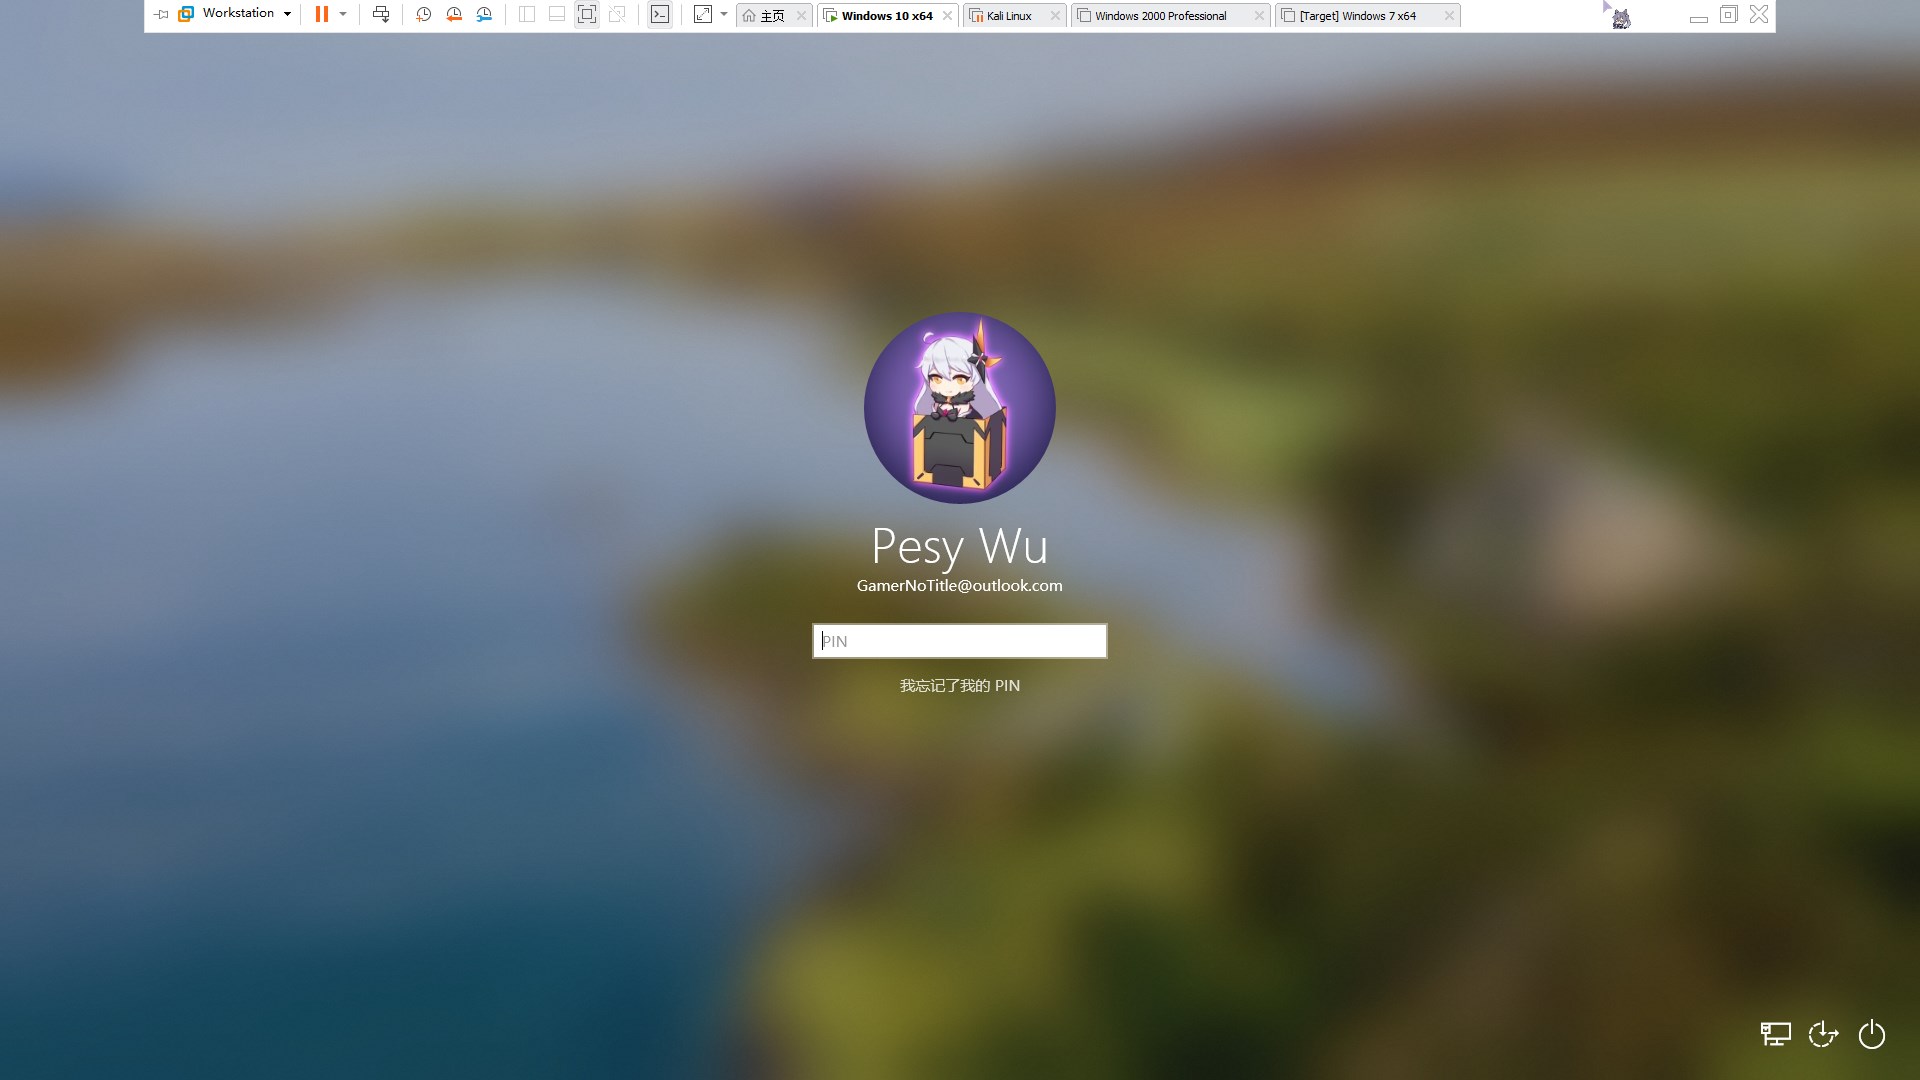 Workstation 主页 Windows 10 x64 Kali Linux Windows 2000 Professional [Target] Windows 7 x64
Pesy Wu
GamerNoTitle@outlook.com
PIN
我忘记了我的 PIN